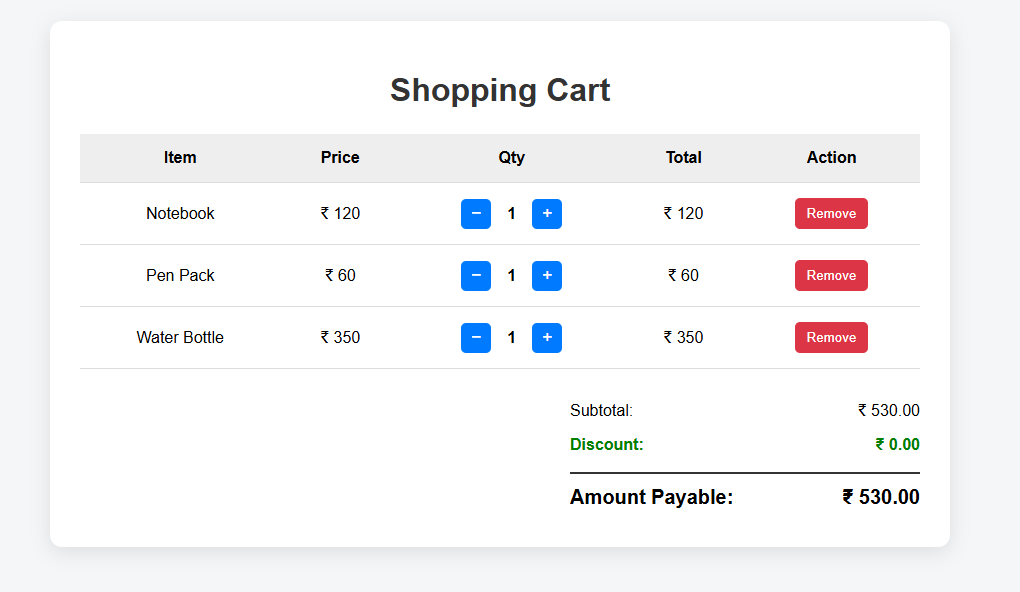 Shopping Cart
Item Price Qty Total Action
Notebook ₹ 120 − 1 + ₹ 120 Remove
Pen Pack ₹ 60 − 1 + ₹ 60 Remove
Water Bottle ₹ 350 − 1 + ₹ 350 Remove
Subtotal: ₹ 530.00
Discount: ₹ 0.00
Amount Payable: ₹ 530.00